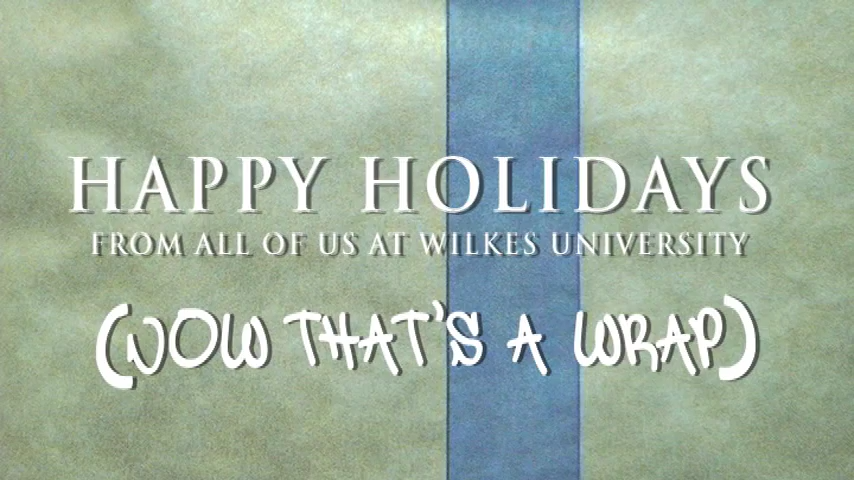 HAPPY HOLIDAYS
FROM ALL OF US AT WILKES UNIVERSITY
(NOW THAT'S A WRAP)